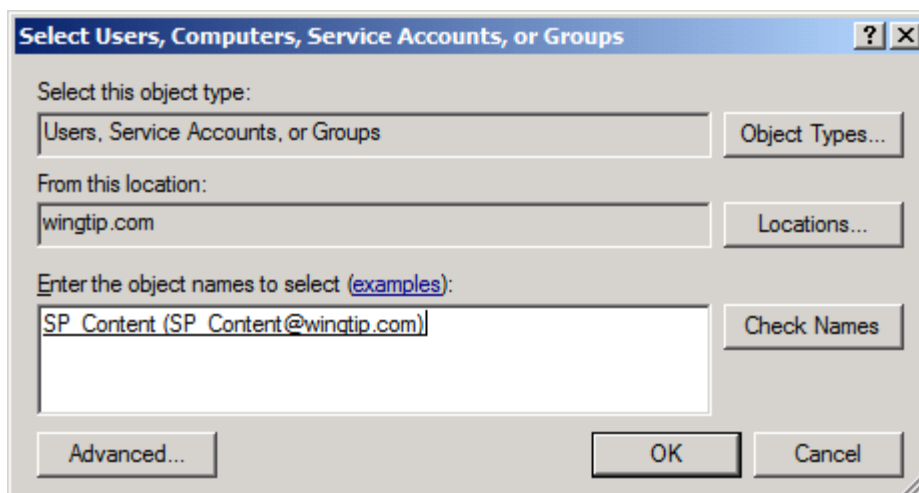 Select Users, Computers, Service Accounts, or Groups
Select this object type:
Users, Service Accounts, or Groups
Object Types...
From this location:
wingtip.com
Locations...
Enter the object names to select (examples):
SP_Content (SP_Content@wingtip.com)
Check Names
Advanced...
OK
Cancel